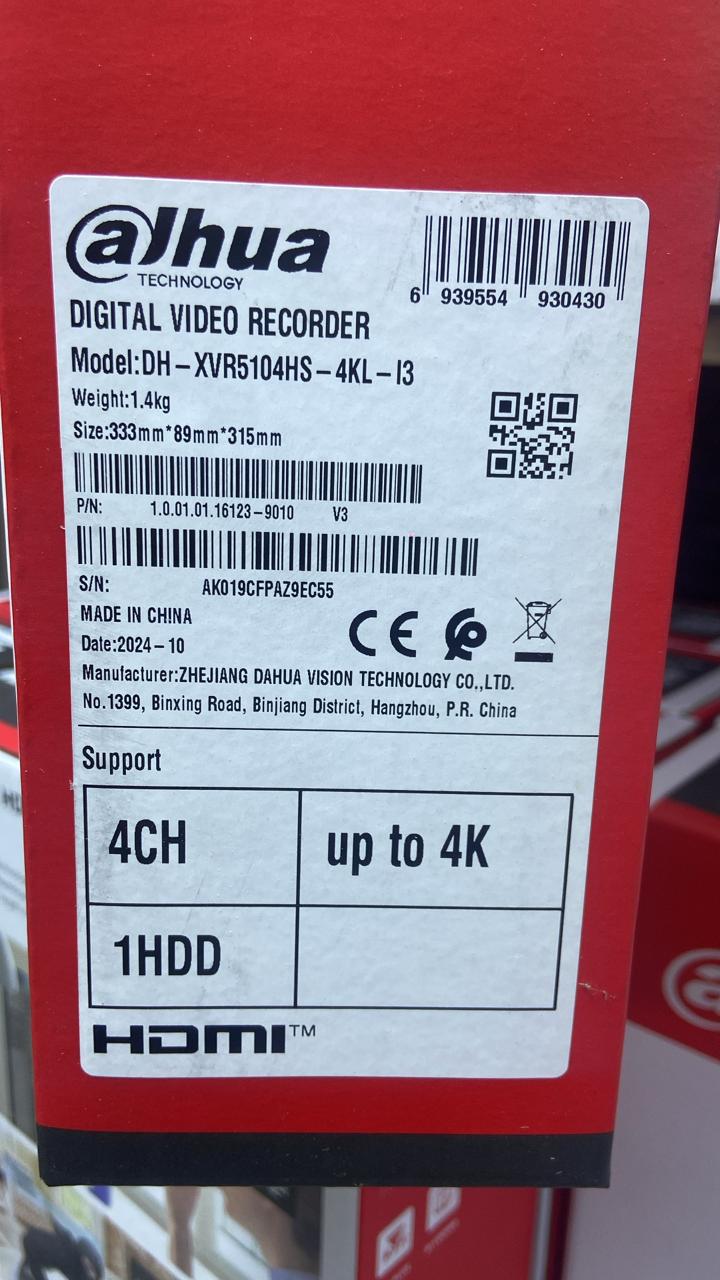 alhua
TECHNOLOGY
6 939554 930430
DIGITAL VIDEO RECORDER
Model:DH-XVR5104HS-4KL-I3
Weight:1.4kg
Size:333mm*89mm*315mm
P/N: 1.0.01.01.16123-9010 V3
S/N: AK019CFPAZ9EC55
MADE IN CHINA
Date:2024-10
CE
Manufacturer:ZHEJIANG DAHUA VISION TECHNOLOGY CO.,LTD.
No.1399, Binxing Road, Binjiang District, Hangzhou, P.R. China
Support
4CH up to 4K
1HDD
HDMI™